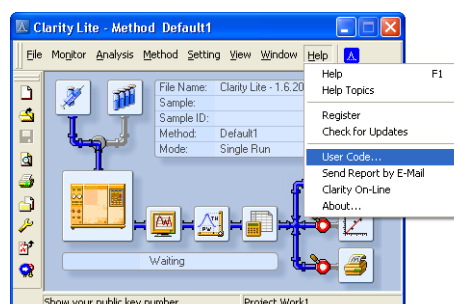 Clarity Lite - Method Default1
File Monitor Analysis Method Setting View Window Help
File Name: Clarity Lite - 1.6.20
Sample:
Sample ID:
Method: Default1
Mode: Single Run
Waiting
Help F1
Help Topics
Register
Check for Updates
User Code...
Send Report by E-Mail
Clarity On-Line
About...
Show your public key number Project Work1